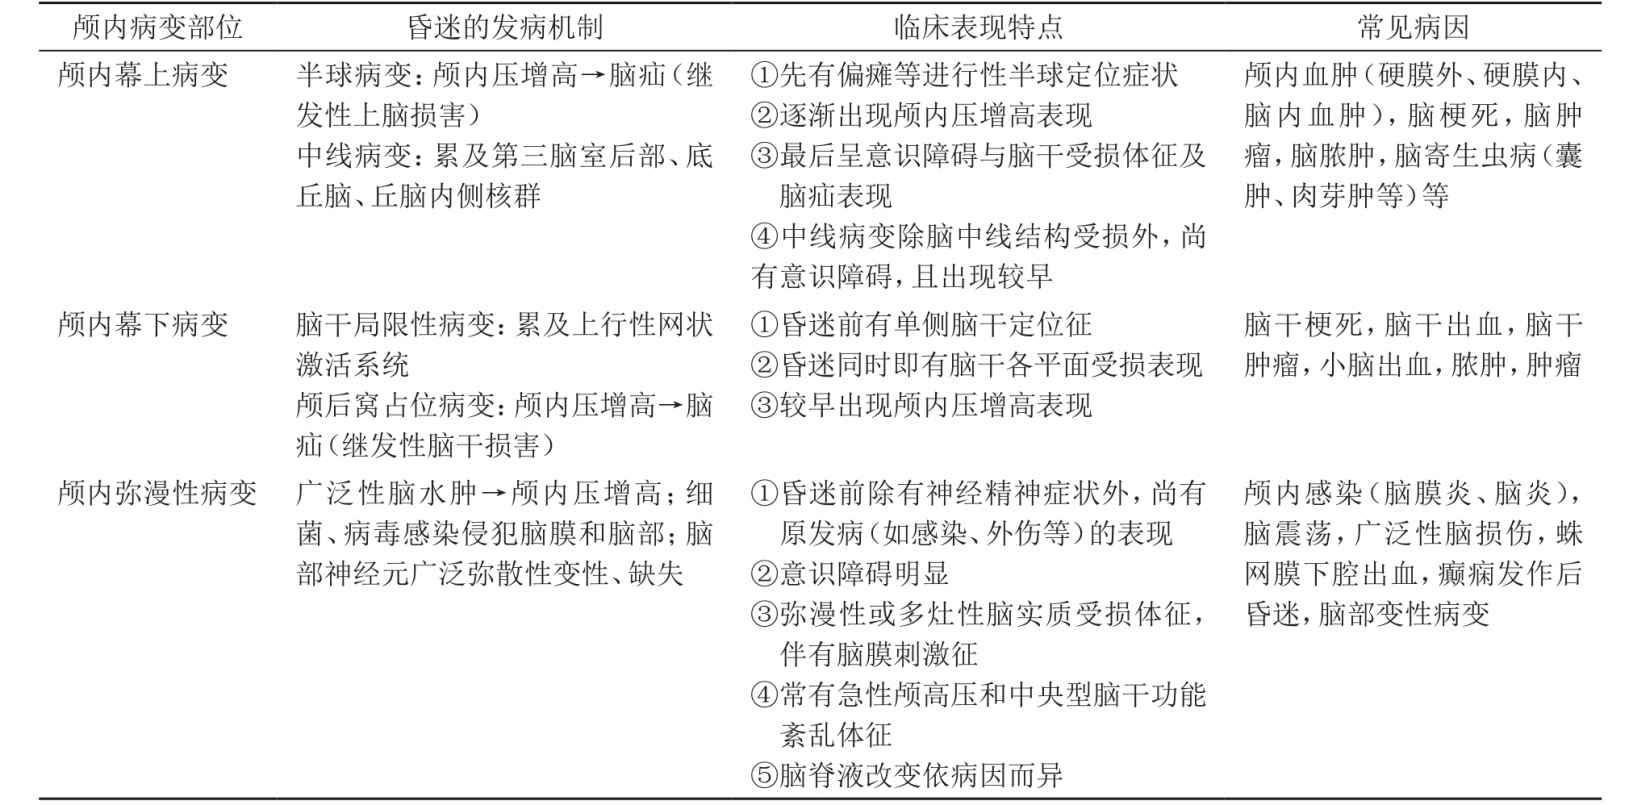 颅内病变部位 昏迷的发病机制 临床表现特点 常见病因
颅内幕上病变
半球病变：颅内压增高→脑疝（继
发性上脑损害）
中线病变：累及第三脑室后部、底
丘脑、丘脑内侧核群
①先有偏瘫等进行性半球定位症状
②逐渐出现颅内压增高表现
③最后呈意识障碍与脑干受损体征及
脑疝表现
④中线病变除脑中线结构受损外，尚
有意识障碍，且出现较早
颅内血肿（硬膜外、硬膜内、
脑内血肿），脑梗死，脑肿
瘤，脑脓肿，脑寄生虫病（囊
肿、肉芽肿等）等
颅内幕下病变
脑干局限性病变：累及上行性网状
激活系统
颅后窝占位病变：颅内压增高→脑
疝（继发性脑干损害）
①昏迷前有单侧脑干定位征
②昏迷同时即有脑干各平面受损表现
③较早出现颅内压增高表现
脑干梗死，脑干出血，脑干
肿瘤，小脑出血，脓肿，肿瘤
颅内弥漫性病变
广泛性脑水肿→颅内压增高；细
菌、病毒感染侵犯脑膜和脑部；脑
部神经元广泛弥散性变性、缺失
①昏迷前除有神经精神症状外，尚有
原发病（如感染、外伤等）的表现
②意识障碍明显
③弥漫性或多灶性脑实质受损体征，
伴有脑膜刺激征
④常有急性颅高压和中央型脑干功能
紊乱体征
⑤脑脊液改变依病因而异
颅内感染（脑膜炎、脑炎），
脑震荡，广泛性脑损伤，蛛
网膜下腔出血，癫痫发作后
昏迷，脑部变性病变